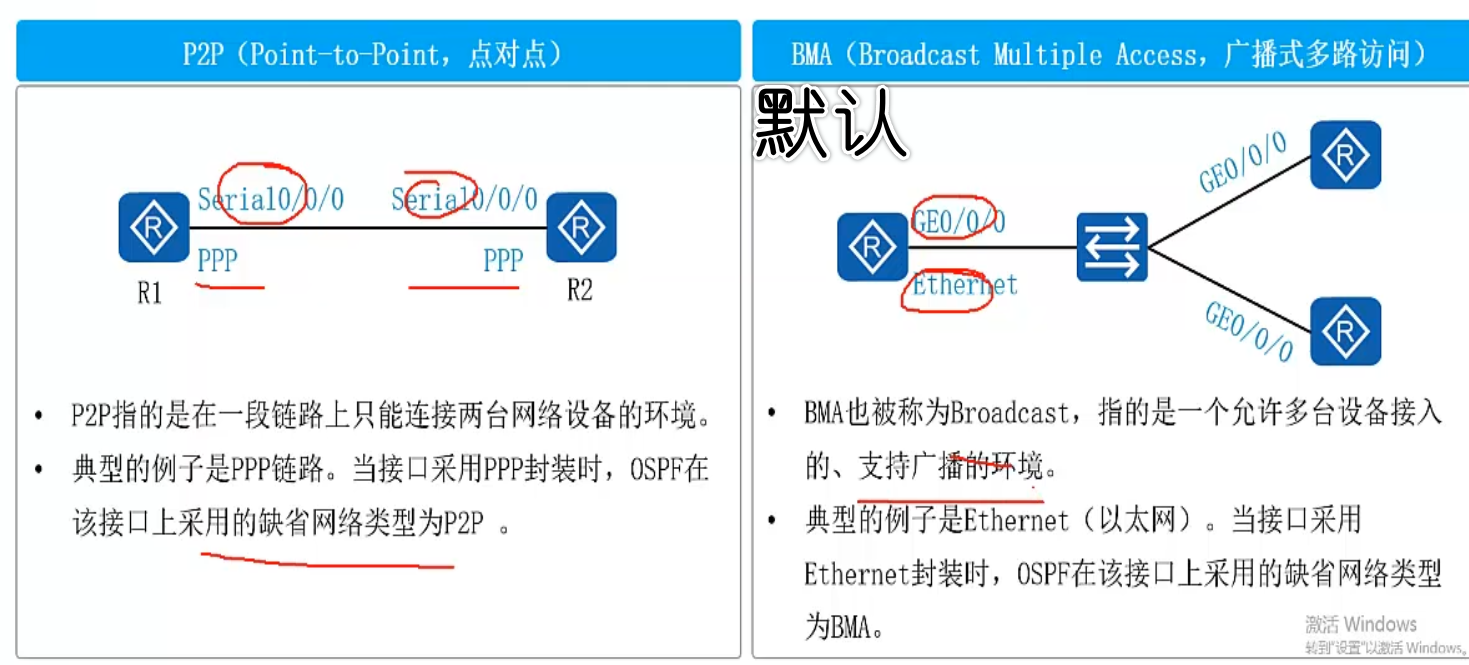 P2P（Point-to-Point，点对点）
Serial0/0/0
Serial0/0/0
R
R
PPP
PPP
R1
R2
• P2P指的是在一段链路上只能连接两台网络设备的环境。
• 典型的例子是PPP链路。当接口采用PPP封装时，OSPF在
该接口上采用的缺省网络类型为P2P 。
BMA（Broadcast Multiple Access，广播式多路访问）
默认
GE0/0/0
R
GE0/0/0
R
Ethernet
GE0/0/0
R
• BMA也被称为Broadcast，指的是一个允许多台设备接入
的、支持广播的环境。
• 典型的例子是Ethernet（以太网）。当接口采用
Ethernet封装时，OSPF在该接口上采用的缺省网络类型
为BMA。
激活 Windows
转到"设置"以激活 Windows。